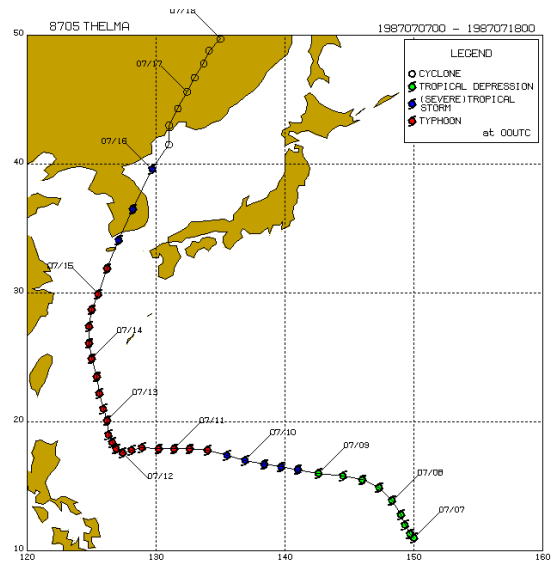 07/18
8705 THELMA
1987070700 - 1987071800
50
LEGEND
CYCLONE
TROPICAL DEPRESSION
(SEVERE)TROPICAL
STORM
TYPHOON
at 00UTC
07/17
07/16
40
07/15
30
07/14
07/13
20
07/11
07/10
07/09
07/12
07/08
07/07
10
120
130
140
150
160